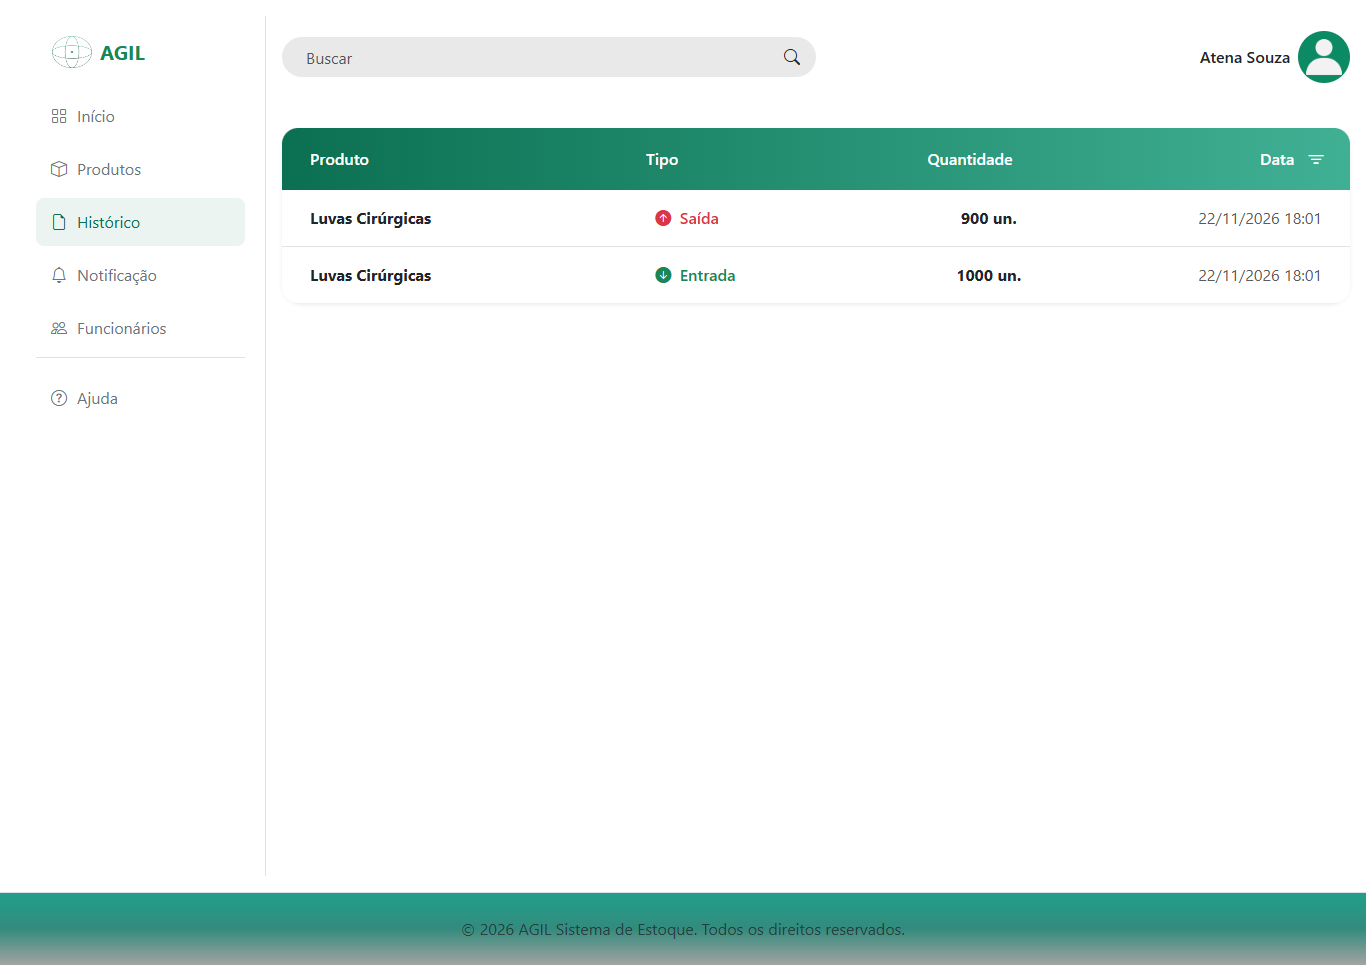 AGIL
Início
Produtos
Histórico
Notificação
Funcionários
Ajuda
Buscar
Atena Souza
Produto Tipo Quantidade Data
Luvas Cirúrgicas Saída 900 un. 22/11/2026 18:01
Luvas Cirúrgicas Entrada 1000 un. 22/11/2026 18:01
© 2026 AGIL Sistema de Estoque. Todos os direitos reservados.